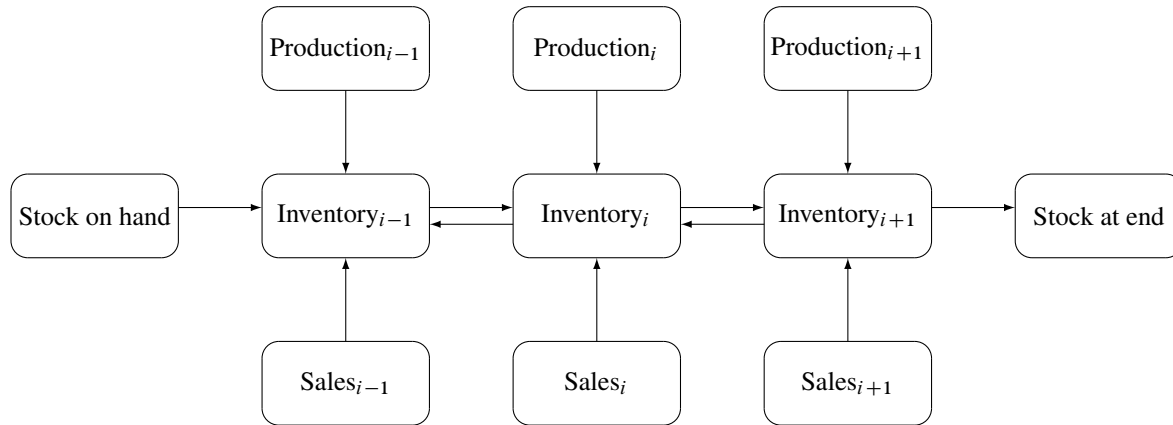 Production_{i−1}
Production_i
Production_{i+1}
Stock on hand
Inventory_{i−1}
Inventory_i
Inventory_{i+1}
Stock at end
Sales_{i−1}
Sales_i
Sales_{i+1}